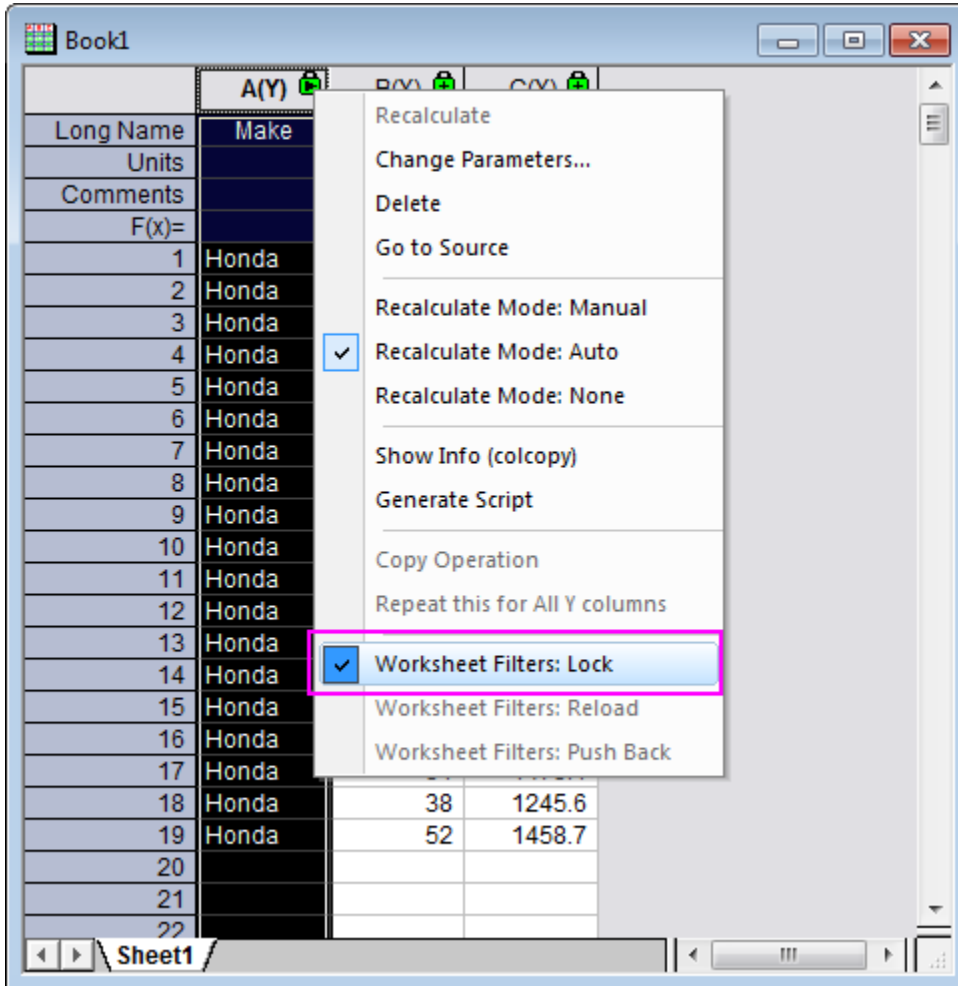 Book1
A(Y) B(Y) C(Y)
Recalculate
Long Name Make
Change Parameters...
Units
Comments
Delete
F(x)=
Go to Source
1 Honda
2 Honda
Recalculate Mode: Manual
3 Honda
4 Honda
Recalculate Mode: Auto
5 Honda
Recalculate Mode: None
6 Honda
7 Honda
Show Info (colcopy)
8 Honda
Generate Script
9 Honda
10 Honda
Copy Operation
11 Honda
12 Honda
Repeat this for All Y columns
13 Honda
14 Honda
Worksheet Filters: Lock
15 Honda
Worksheet Filters: Reload
16 Honda
Worksheet Filters: Push Back
17 Honda
18 Honda 38 1245.6
19 Honda 52 1458.7
20
21
22
Sheet1